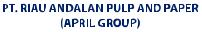 PT. RIAU ANDALAN PULP AND PAPER
(APRIL GROUP)